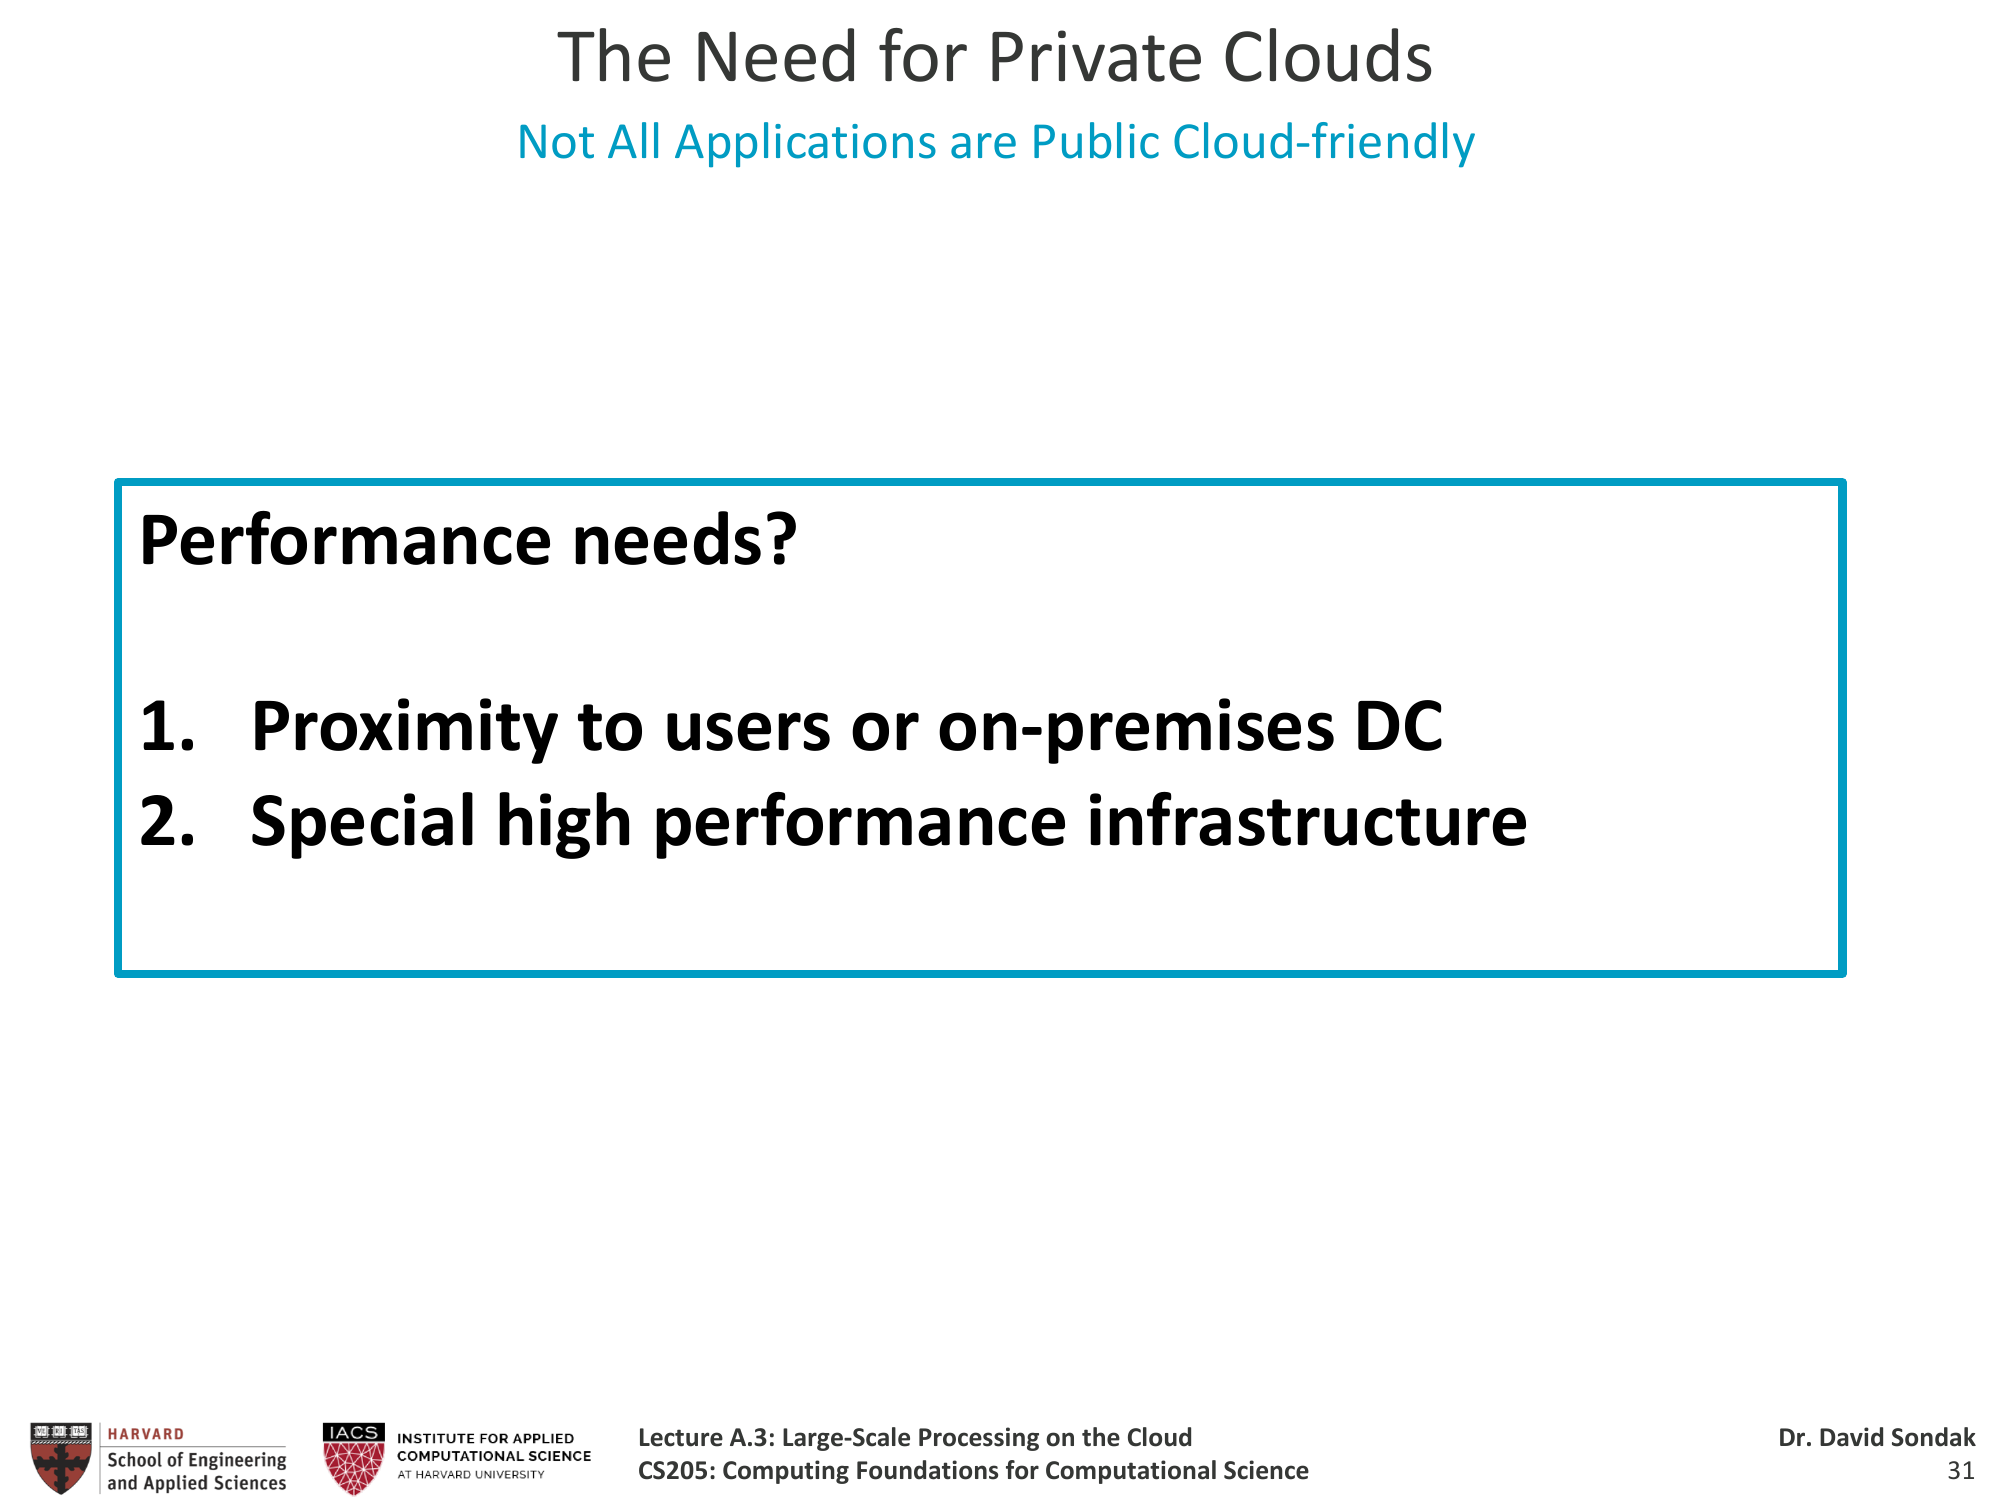 The Need for Private Clouds
Not All Applications are Public Cloud-friendly
Performance needs?
1. Proximity to users or on-premises DC
2. Special high performance infrastructure
HARVARD
School of Engineering
and Applied Sciences
IACS
INSTITUTE FOR APPLIED
COMPUTATIONAL SCIENCE
AT HARVARD UNIVERSITY
Lecture A.3: Large-Scale Processing on the Cloud
CS205: Computing Foundations for Computational Science
Dr. David Sondak
31